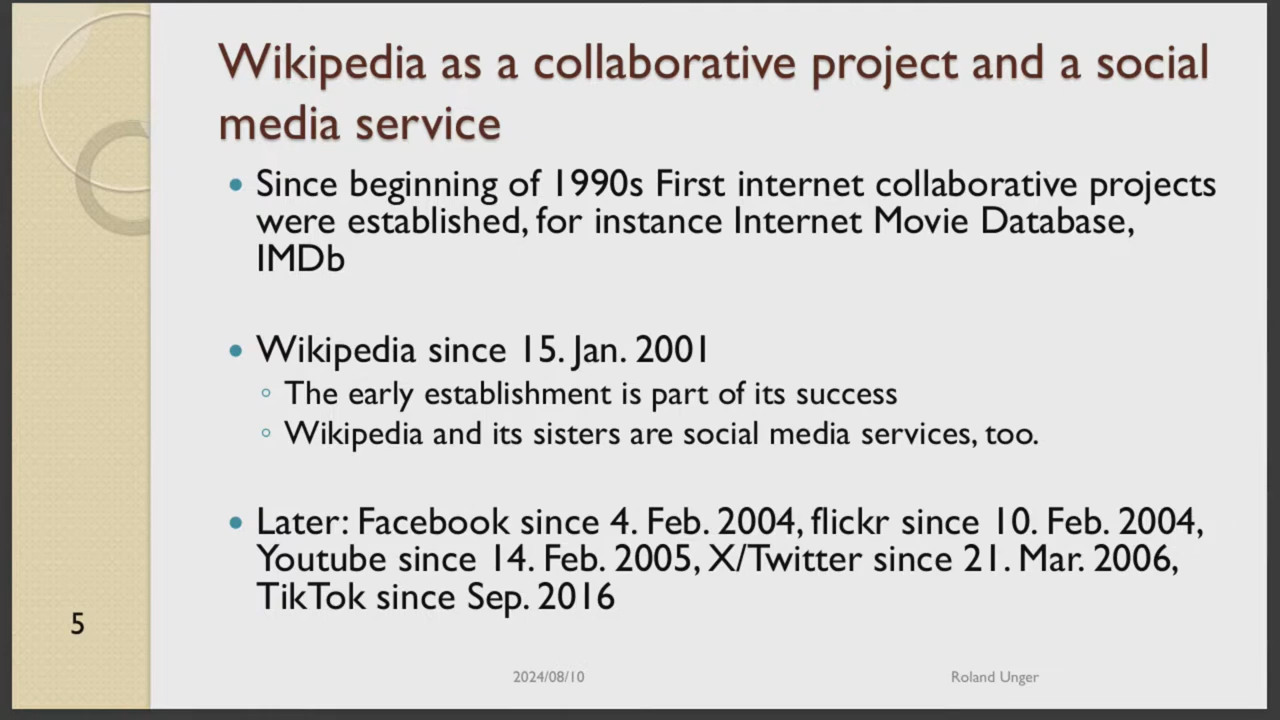 Wikipedia as a collaborative project and a social
media service
• Since beginning of 1990s First internet collaborative projects
were established, for instance Internet Movie Database,
IMDb
• Wikipedia since 15. Jan. 2001
◦ The early establishment is part of its success
◦ Wikipedia and its sisters are social media services, too.
• Later: Facebook since 4. Feb. 2004, flickr since 10. Feb. 2004,
Youtube since 14. Feb. 2005, X/Twitter since 21. Mar. 2006,
TikTok since Sep. 2016
5
2024/08/10
Roland Unger